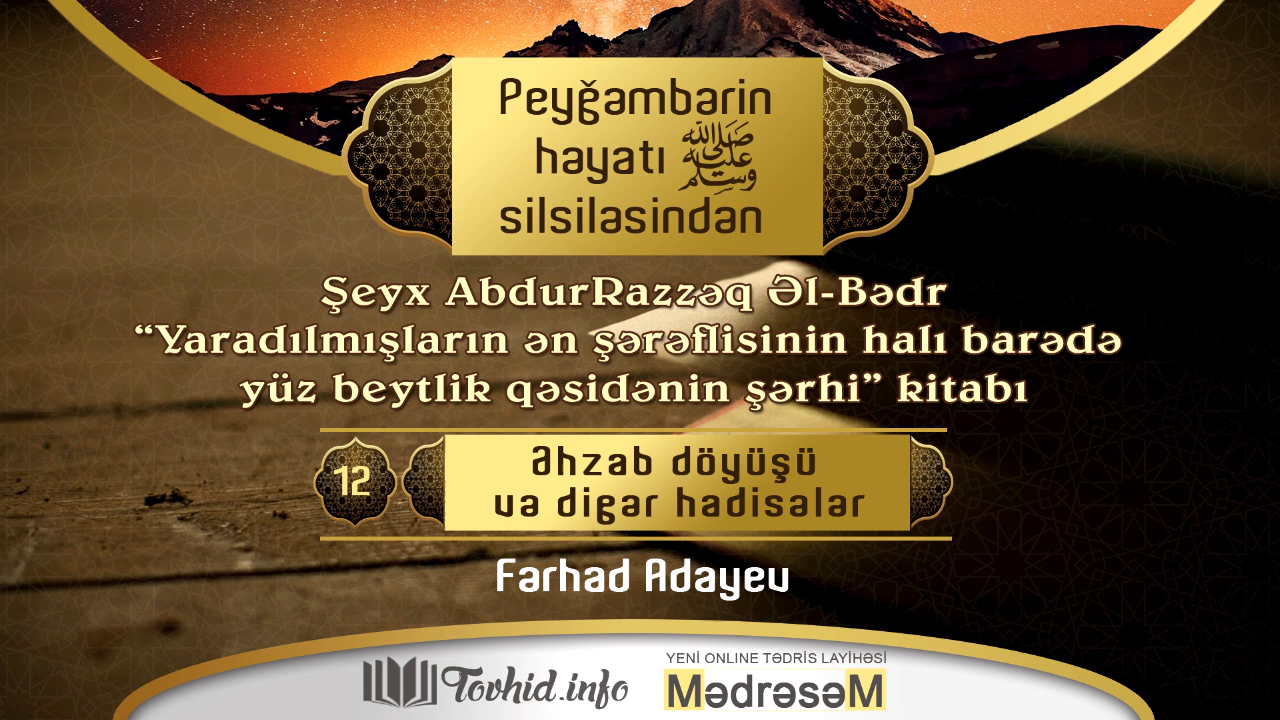 Peyğambarin
hayatı ﷺ
silsilasindan
Şeyx AbdurRazzəq Əl-Bədr
“Yaradılmışların ən şərəflisinin halı barədə
yüz beytlik qəsidənin şərhi” kitabı
12
Əhzab döyüşü
va digar hadisalar
Farhad Adayev
Tovhid.info
YENİ ONLINE TƏDRİS LAYİHƏSİ
MədrəsəM